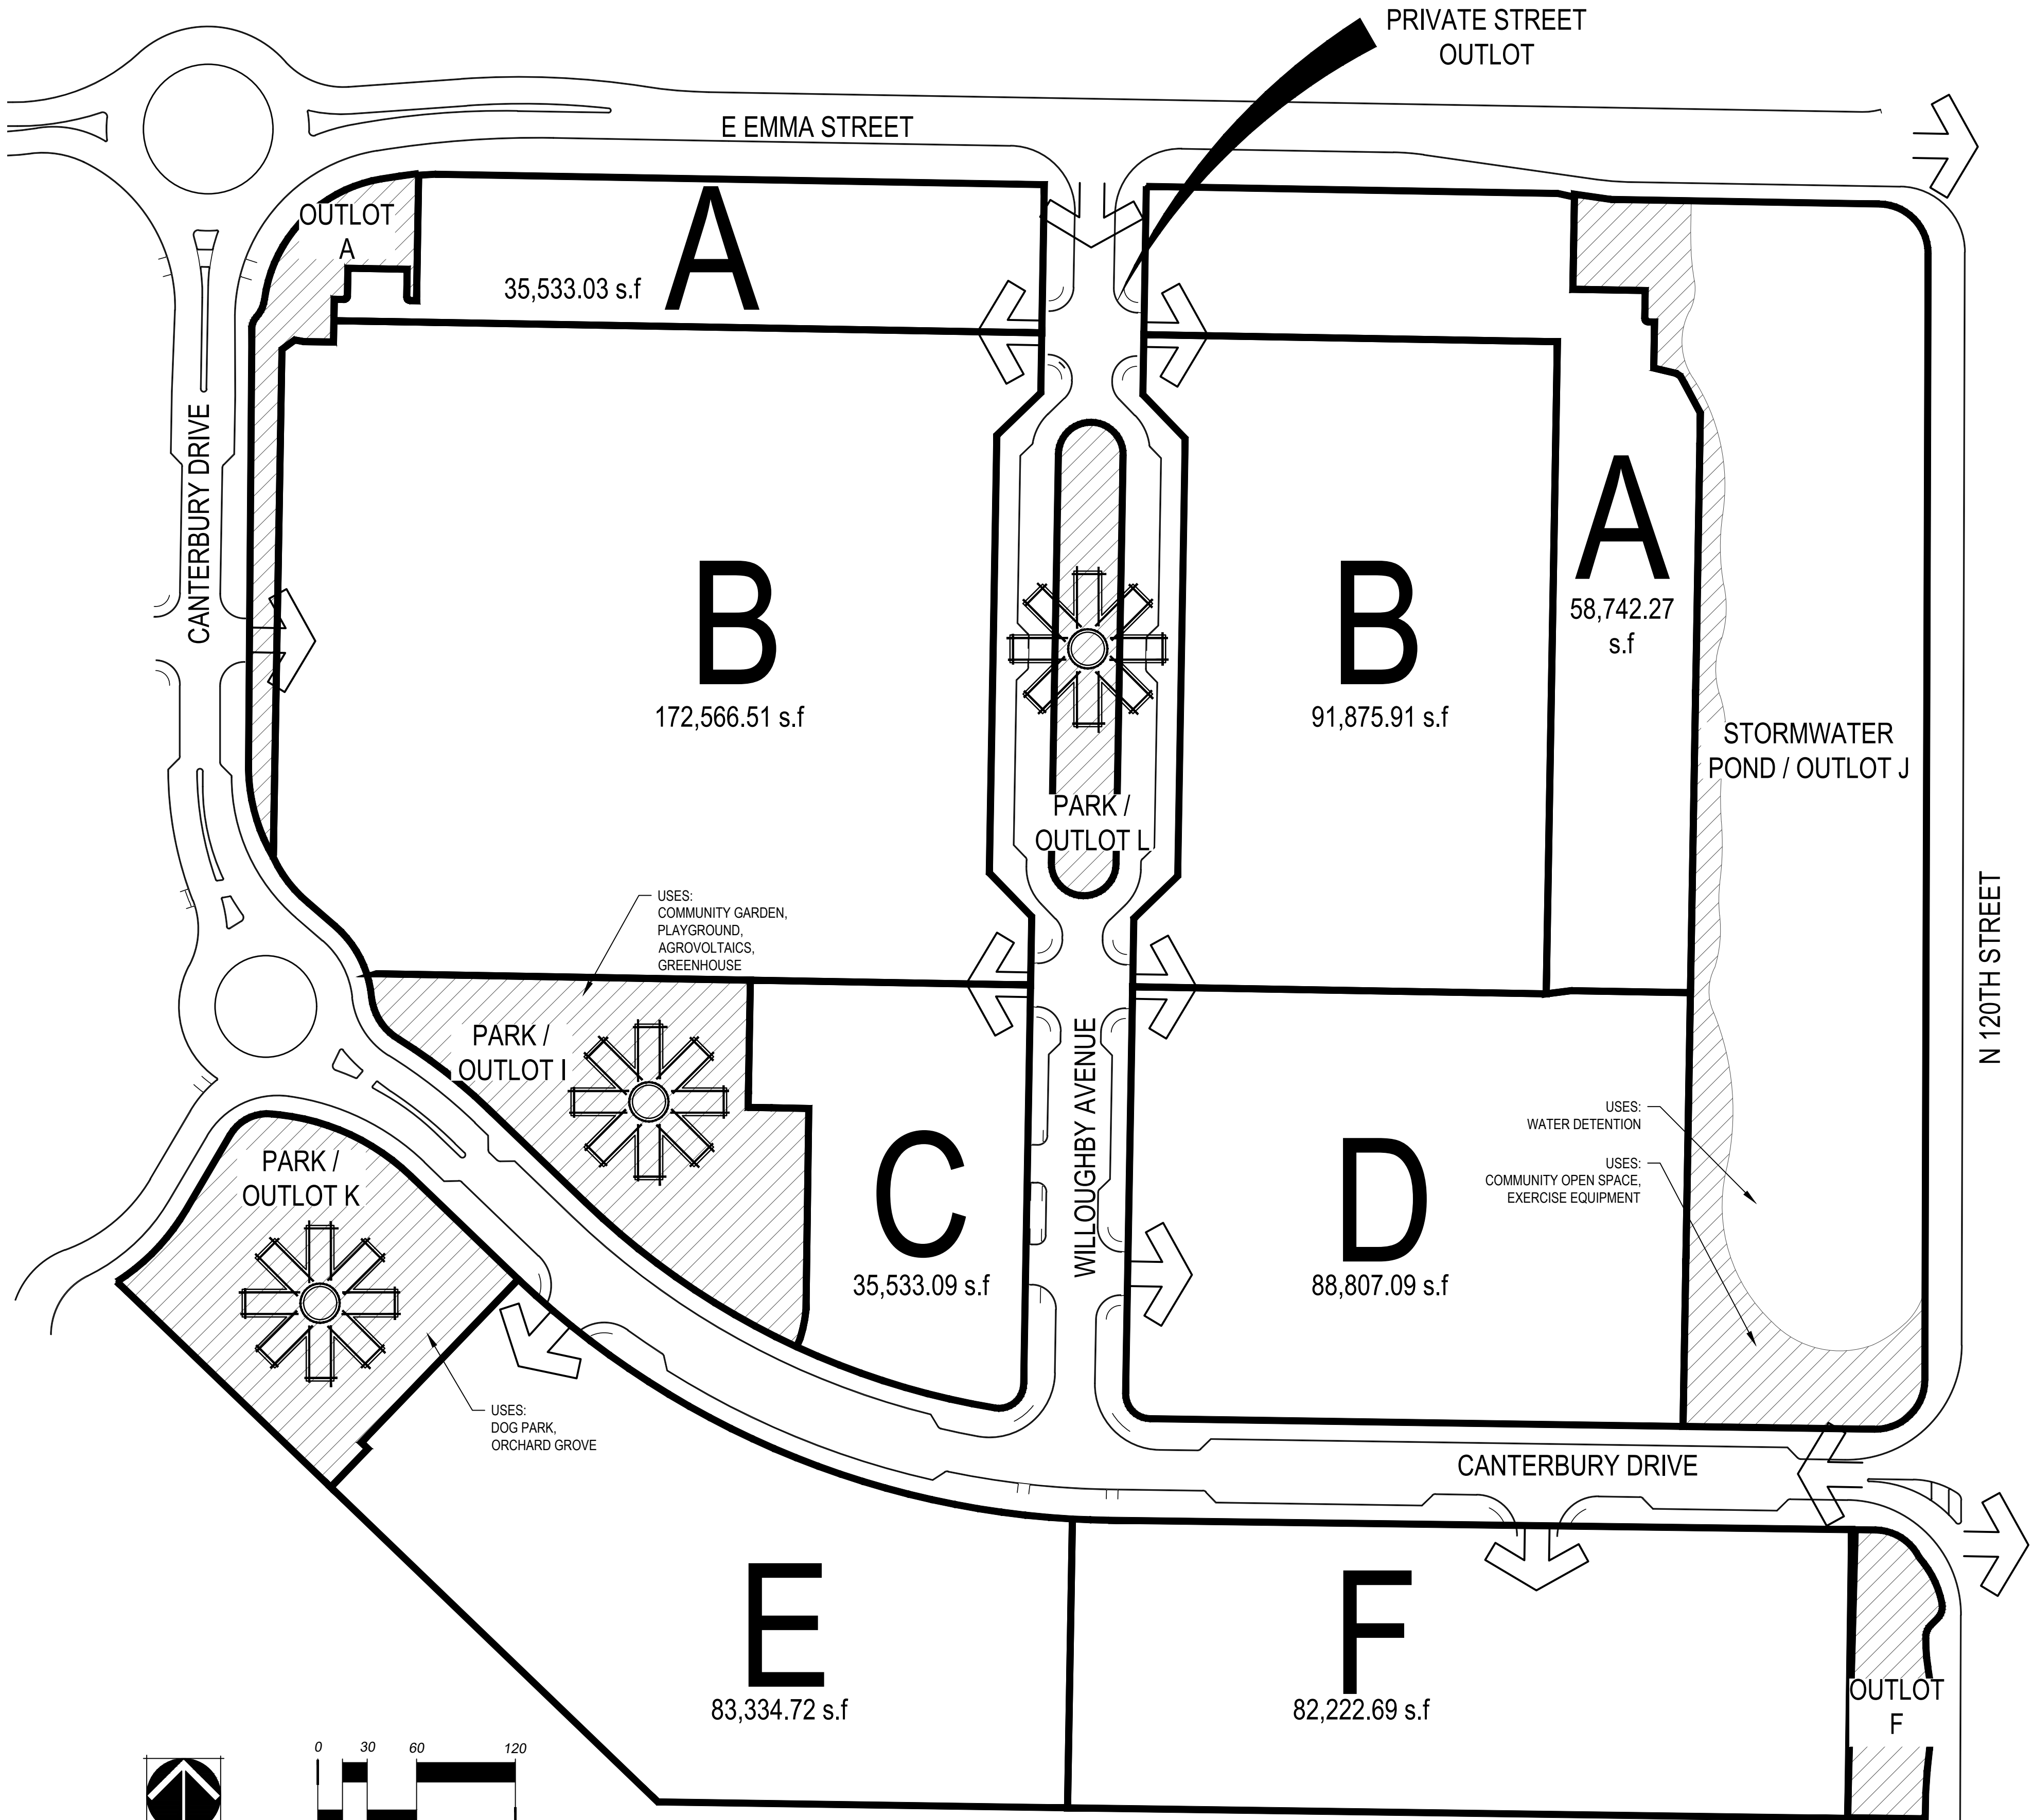 PRIVATE STREET
OUTLOT
E EMMA STREET
OUTLOT
A
A
35,533.03 s.f
CANTERBURY DRIVE
B
172,566.51 s.f
B
91,875.91 s.f
A
58,742.27
s.f
STORMWATER
POND / OUTLOT J
PARK /
OUTLOT L
N 120TH STREET
USES:
COMMUNITY GARDEN,
PLAYGROUND,
AGROVOLTAICS,
GREENHOUSE
PARK /
OUTLOT I
WILLOUGHBY AVENUE
C
35,533.09 s.f
D
88,807.09 s.f
USES:
WATER DETENTION
USES:
COMMUNITY OPEN SPACE,
EXERCISE EQUIPMENT
PARK /
OUTLOT K
USES:
DOG PARK,
ORCHARD GROVE
CANTERBURY DRIVE
E
83,334.72 s.f
F
82,222.69 s.f
OUTLOT
F
0 30 60 120